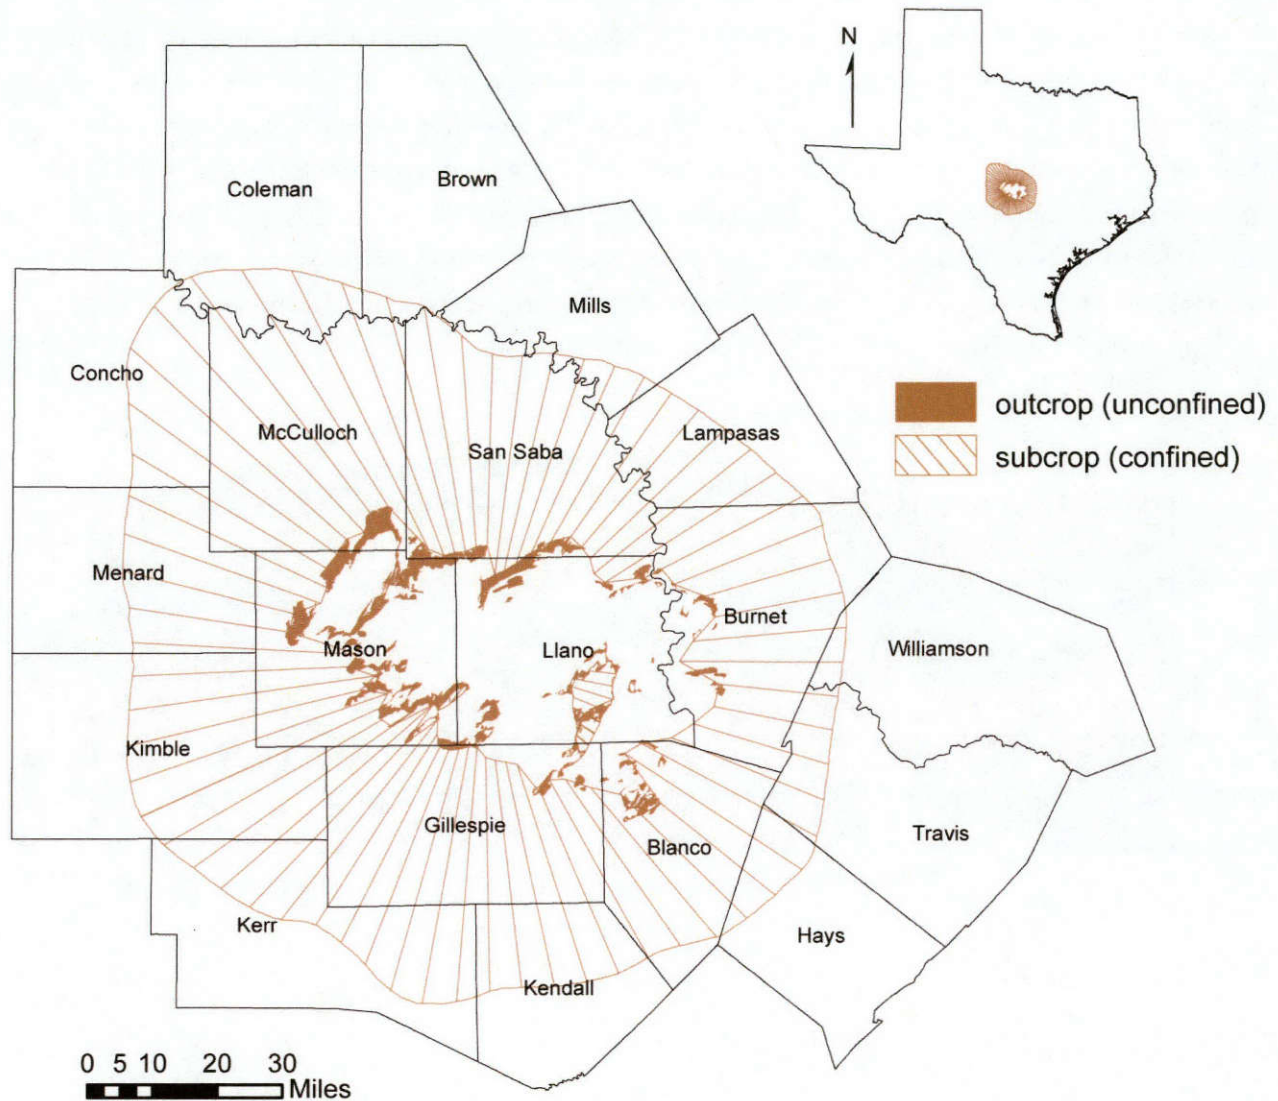 N
Coleman
Brown
Mills
Concho
McCulloch
San Saba
Lampasas
outcrop (unconfined)
subcrop (confined)
Menard
Mason
Llano
Burnet
Williamson
Kimble
Gillespie
Blanco
Travis
Kerr
Kendall
Hays
0 5 10 20 30
Miles